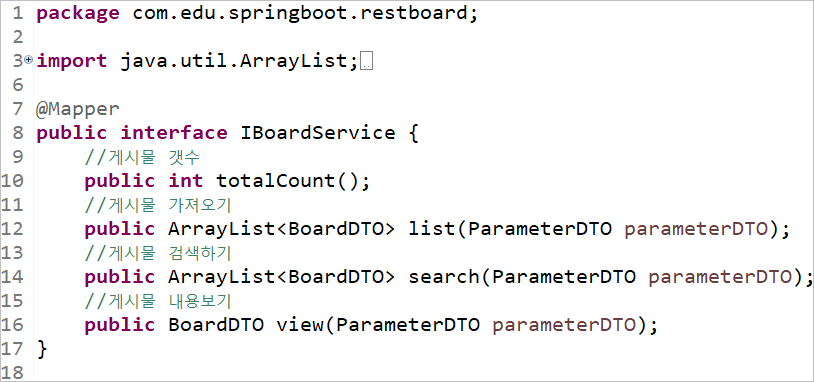 1 package com.edu.springboot.restboard;
2
3 import java.util.ArrayList;
6
7 @Mapper
8 public interface IBoardService {
9 //게시물 갯수
10 public int totalCount();
11 //게시물 가져오기
12 public ArrayList<BoardDTO> list(ParameterDTO parameterDTO);
13 //게시물 검색하기
14 public ArrayList<BoardDTO> search(ParameterDTO parameterDTO);
15 //게시물 내용보기
16 public BoardDTO view(ParameterDTO parameterDTO);
17 }
18